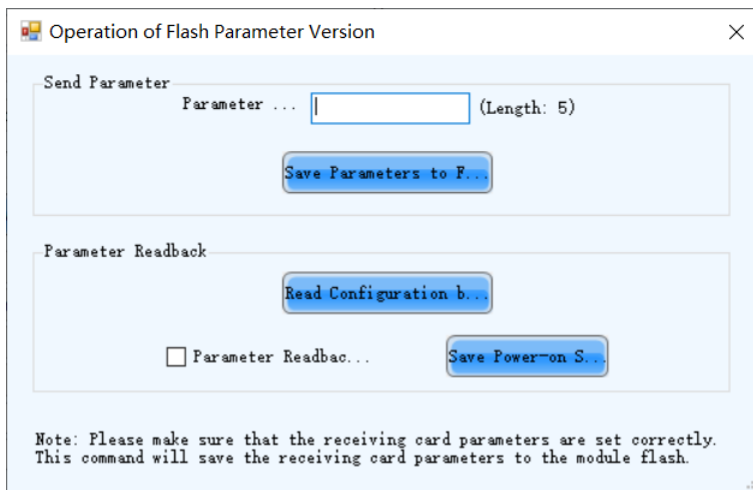 Operation of Flash Parameter Version
Send Parameter
Parameter ... (Length: 5)
Save Parameters to F...
Parameter Readback
Read Configuration b...
Parameter Readbac... Save Power-on S...
Note: Please make sure that the receiving card parameters are set correctly.
This command will save the receiving card parameters to the module flash.